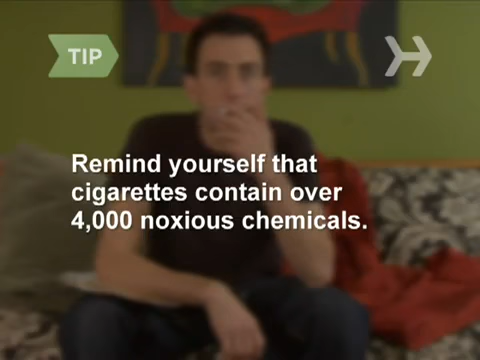 TIP
Remind yourself that
cigarettes contain over
4,000 noxious chemicals.